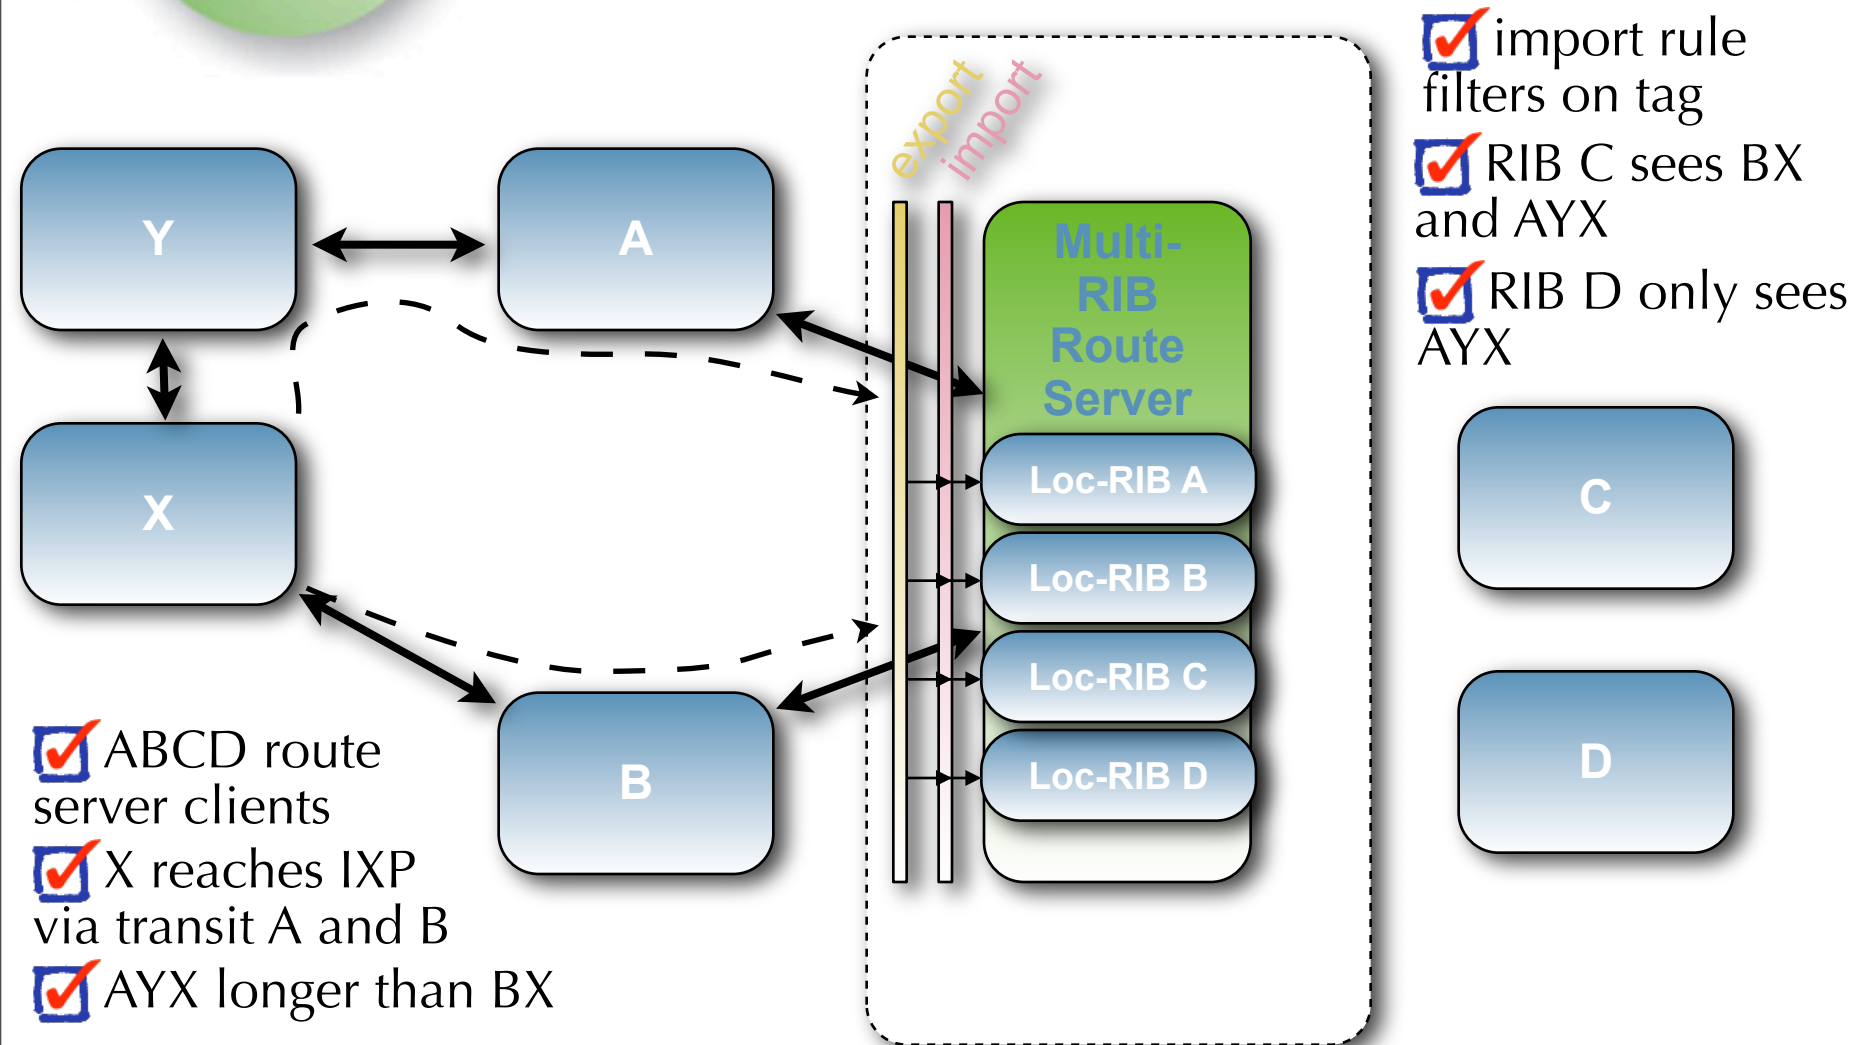 export
import
import rule
filters on tag
RIB C sees BX
and AYX
RIB D only sees
AYX
Y
A
Multi-
RIB
Route
Server
X
Loc-RIB A
Loc-RIB B
Loc-RIB C
Loc-RIB D
C
B
D
ABCD route
server clients
X reaches IXP
via transit A and B
AYX longer than BX